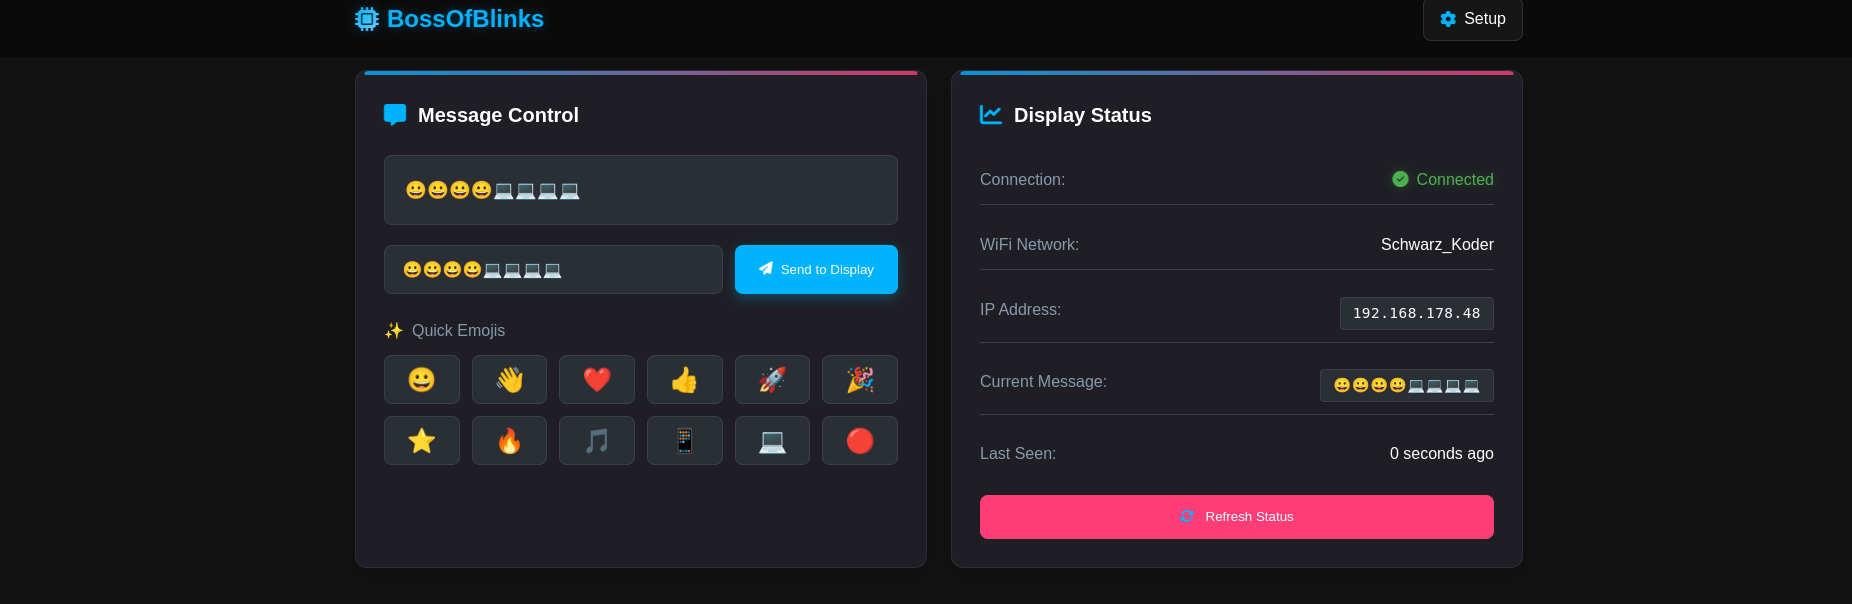 BossOfBlinks
Setup
Message Control
😀😀😀😀💻💻💻💻
😀😀😀😀💻💻💻💻
Send to Display
✨ Quick Emojis
😀 👋 ❤️ 👍 🚀 🎉
⭐ 🔥 🎵 📱 💻 🔴
Display Status
Connection: Connected
WiFi Network: Schwarz_Koder
IP Address: 192.168.178.48
Current Message: 😀😀😀😀💻💻💻💻
Last Seen: 0 seconds ago
Refresh Status